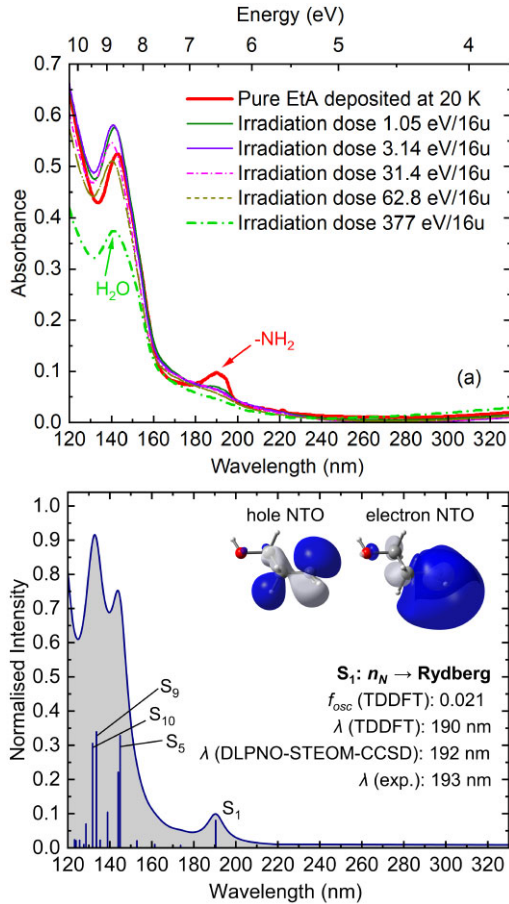 Energy (eV)
10 9 8 7 6 5 4
0.7
0.6
0.5
0.4
0.3
0.2
0.1
0.0
Absorbance
Pure EtA deposited at 20 K
Irradiation dose 1.05 eV/16u
Irradiation dose 3.14 eV/16u
Irradiation dose 31.4 eV/16u
Irradiation dose 62.8 eV/16u
Irradiation dose 377 eV/16u
H₂O
-NH₂
(a)
120 140 160 180 200 220 240 260 280 300 320
Wavelength (nm)
1.0
0.9
0.8
0.7
0.6
0.5
0.4
0.3
0.2
0.1
0.0
Normalised Intensity
hole NTO electron NTO
S₁: n_N → Rydberg
f_osc (TDDFT): 0.021
λ (TDDFT): 190 nm
λ (DLPNO-STEOM-CCSD): 192 nm
λ (exp.): 193 nm
S₉
S₁₀
S₅
S₁
120 140 160 180 200 220 240 260 280 300 320
Wavelength (nm)